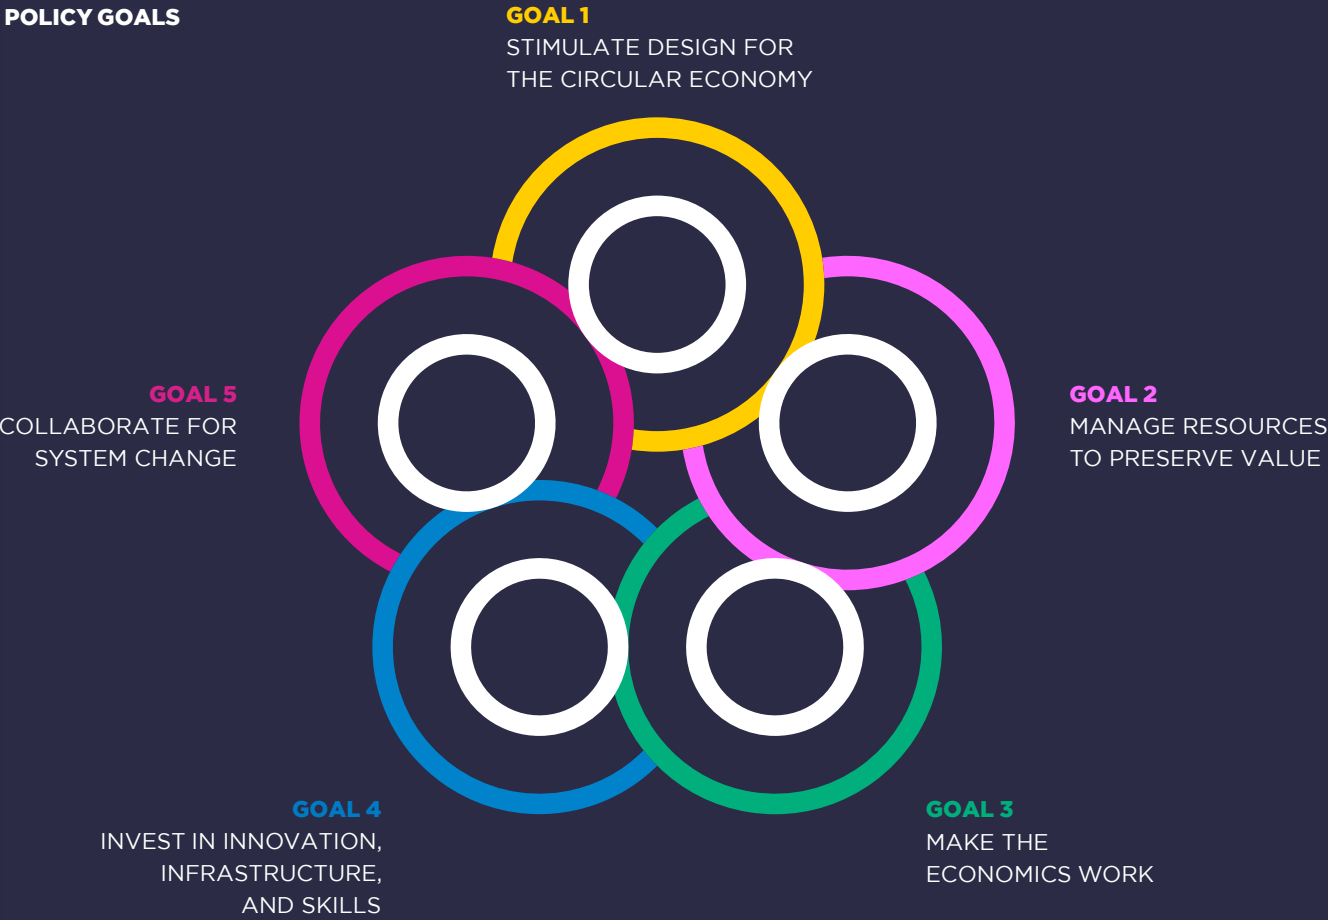 POLICY GOALS
GOAL 1
STIMULATE DESIGN FOR
THE CIRCULAR ECONOMY
GOAL 5
COLLABORATE FOR
SYSTEM CHANGE
GOAL 2
MANAGE RESOURCES
TO PRESERVE VALUE
GOAL 4
INVEST IN INNOVATION,
INFRASTRUCTURE,
AND SKILLS
GOAL 3
MAKE THE
ECONOMICS WORK